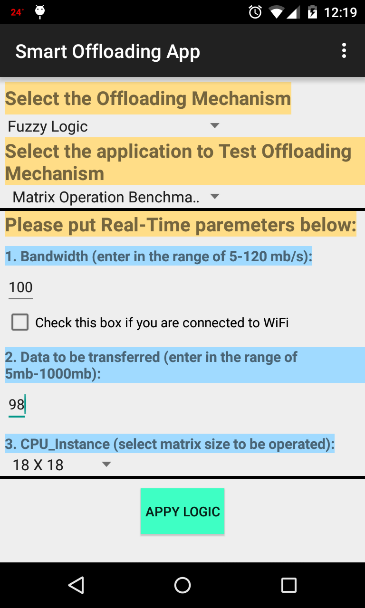 24° 12:19
Smart Offloading App
Select the Offloading Mechanism
Fuzzy Logic
Select the application to Test Offloading
Mechanism
Matrix Operation Benchma..
Please put Real-Time paremeters below:
1. Bandwidth (enter in the range of 5-120 mb/s):
100
Check this box if you are connected to WiFi
2. Data to be transferred (enter in the range of
5mb-1000mb):
98
3. CPU_Instance (select matrix size to be operated):
18 X 18
APPY LOGIC